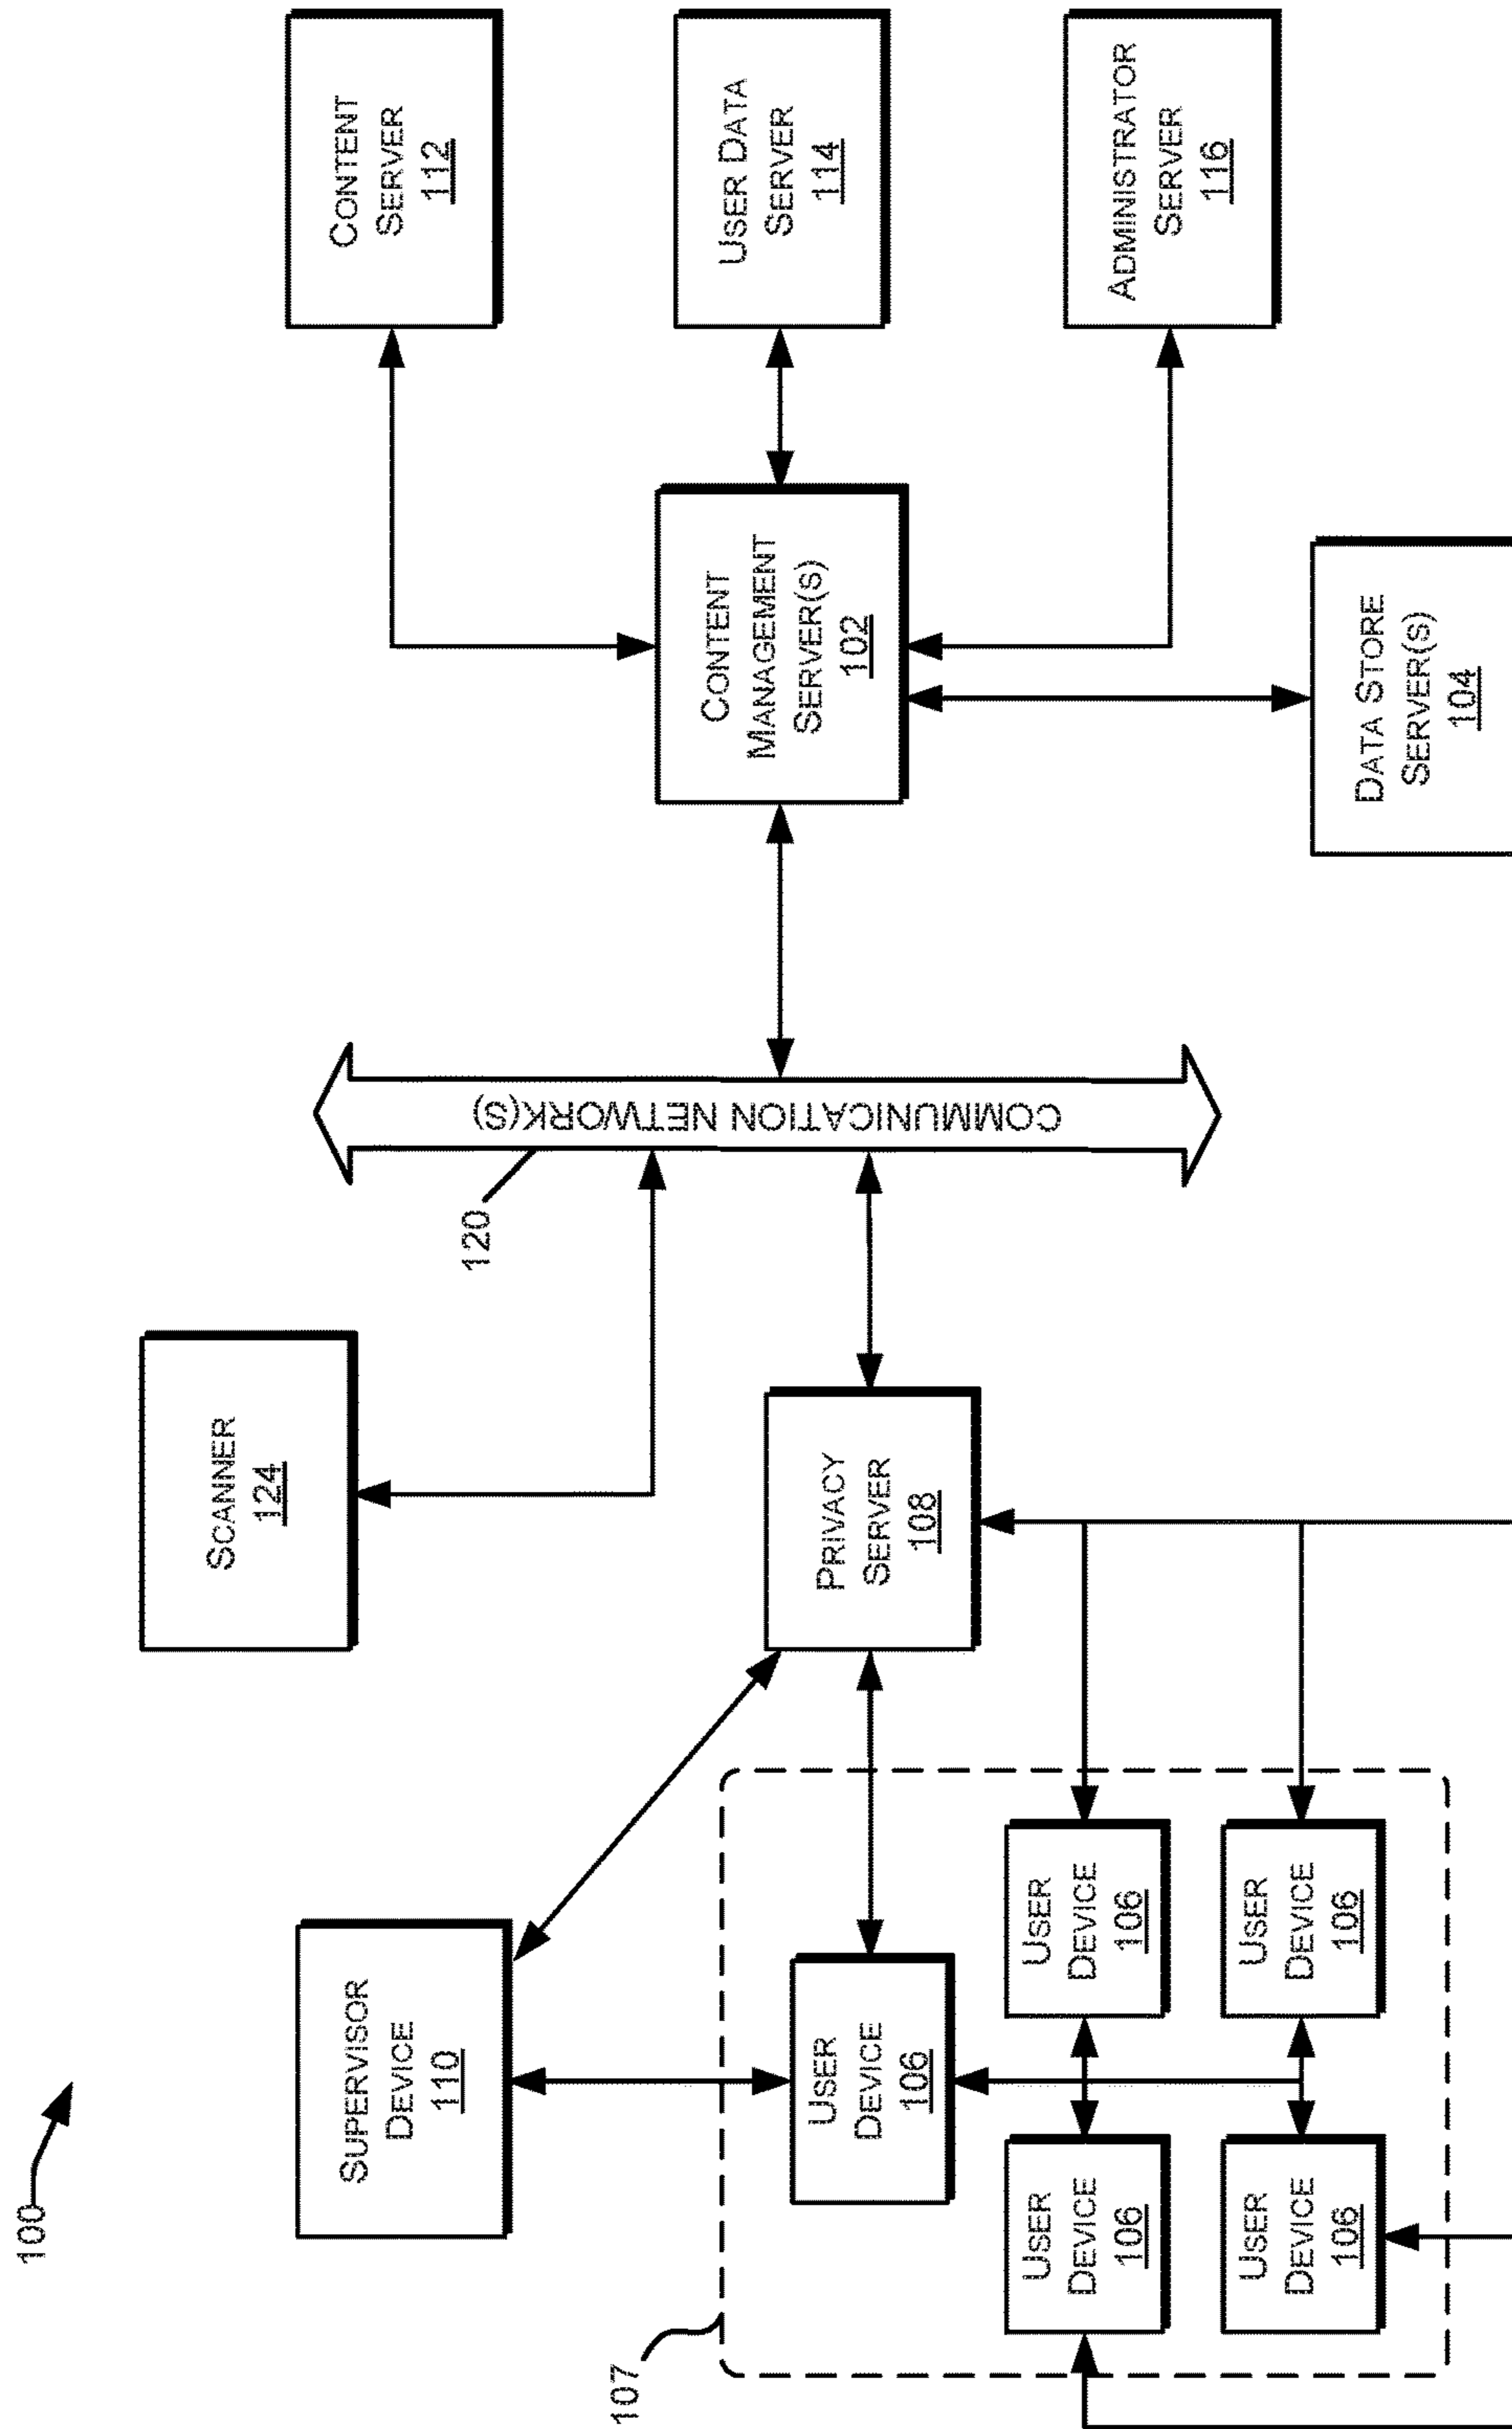 100
SCANNER
124
CONTENT
SERVER
112
SUPERVISOR
DEVICE
110
120
COMMUNICATION NETWORK(S)
CONTENT
MANAGEMENT
SERVER(S)
102
USER DATA
SERVER
114
PRIVACY
SERVER
108
107
USER
DEVICE
106
USER
DEVICE
106
USER
DEVICE
106
USER
DEVICE
106
USER
DEVICE
106
ADMINISTRATOR
SERVER
116
DATA STORE
SERVER(S)
104